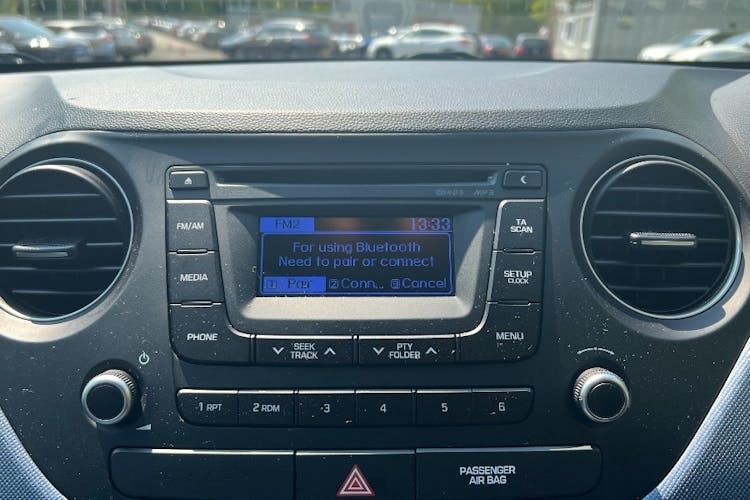 MP3
FM/AM
FM2 13:33
TA
SCAN
For using Bluetooth
Need to pair or connect
MEDIA
SETUP
CLOCK
1 Pair 2 Conn.. 3 Cancel
PHONE
SEEK
TRACK
PTY
FOLDER
MENU
1 RPT 2 RDM 3 4 5 6
PASSENGER
AIR BAG